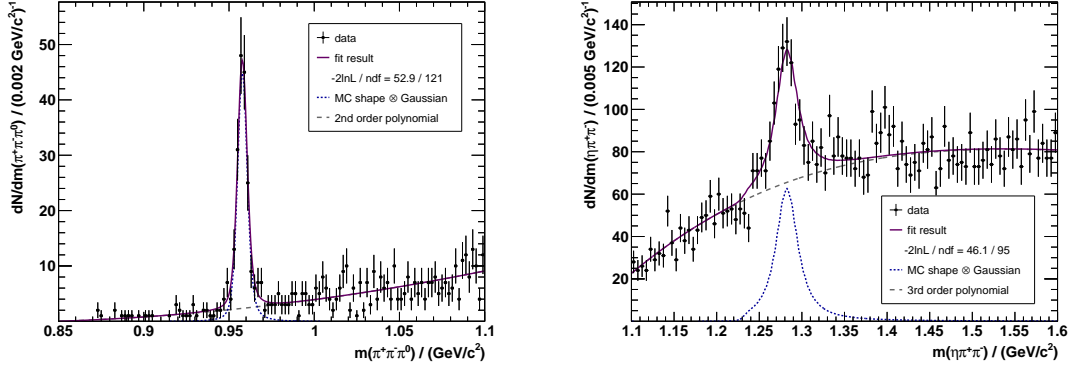 dN/dm(π⁺π⁻π⁰) / (0.002 GeV/c²)⁻¹
50
40
30
20
10
data
fit result
-2lnL / ndf = 52.9 / 121
MC shape ⊗ Gaussian
2nd order polynomial
0.85 0.9 0.95 1 1.05 1.1
m(π⁺π⁻π⁰) / (GeV/c²)
dN/dm(ηπ⁺π⁻) / (0.005 GeV/c²)⁻¹
140
120
100
80
60
40
20
0
data
fit result
-2lnL / ndf = 46.1 / 95
MC shape ⊗ Gaussian
3rd order polynomial
1.1 1.15 1.2 1.25 1.3 1.35 1.4 1.45 1.5 1.55 1.6
m(ηπ⁺π⁻) / (GeV/c²)